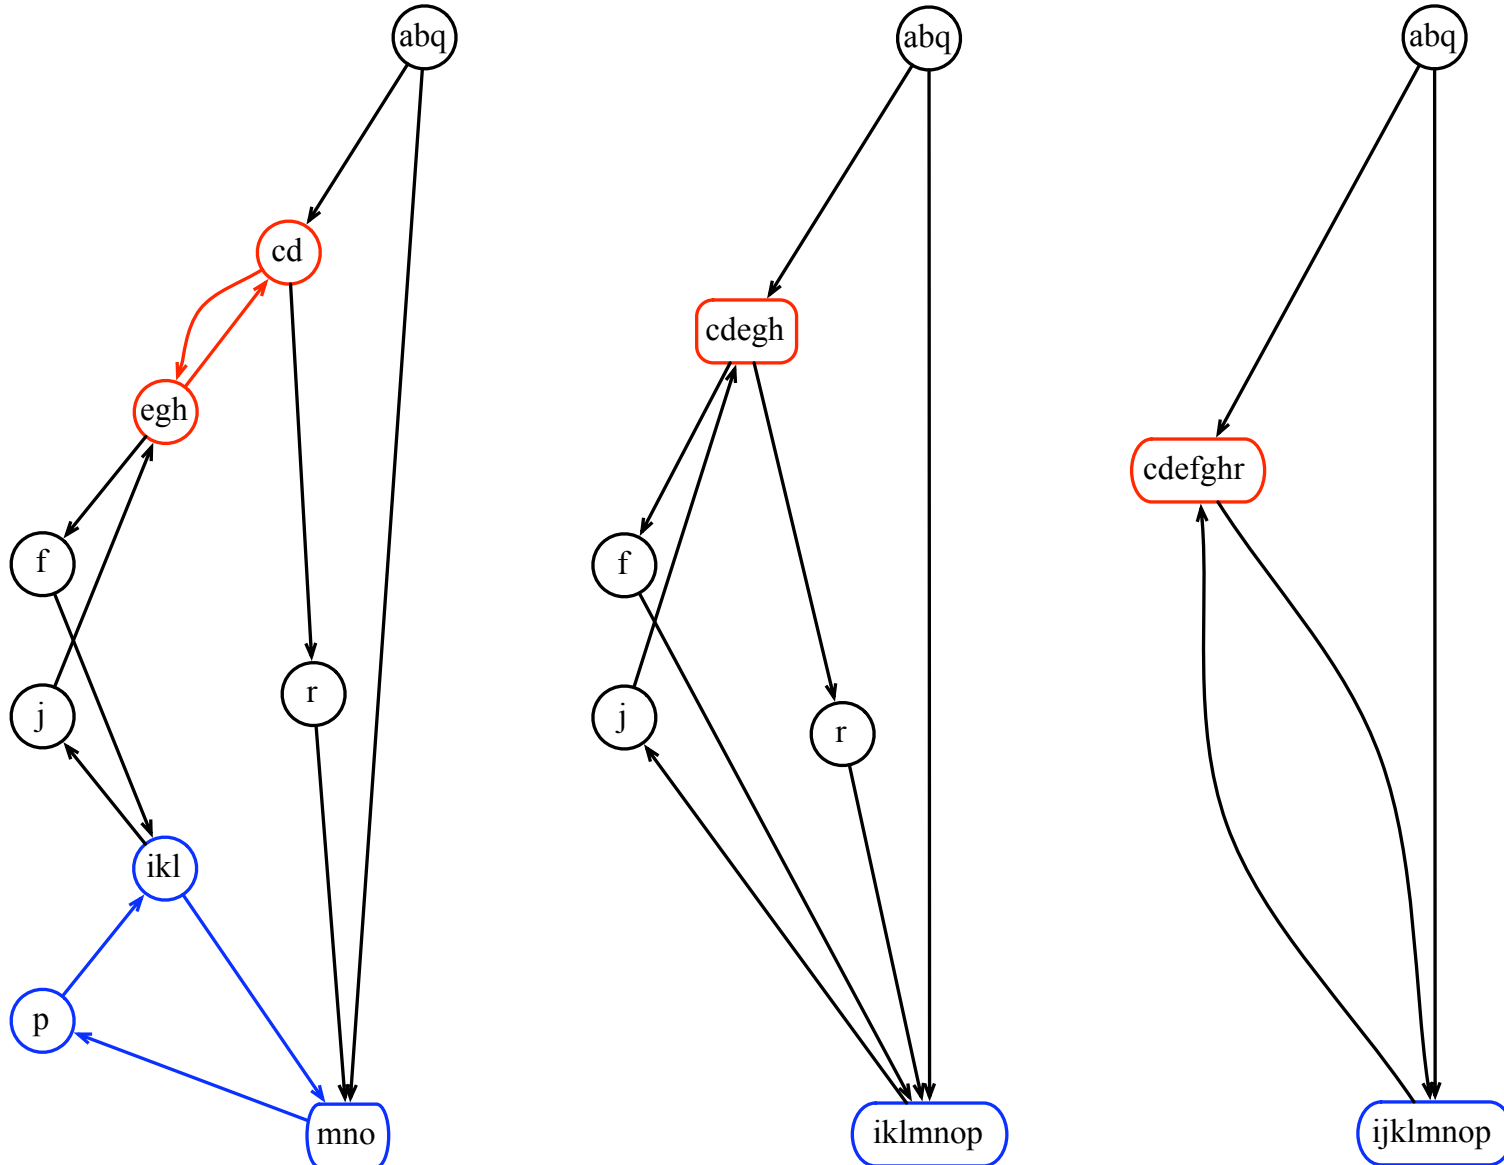 abq
cd
egh
f
r
j
ikl
p
mno
abq
cdegh
f
j
r
iklmnop
abq
cdefghr
ijklmnop